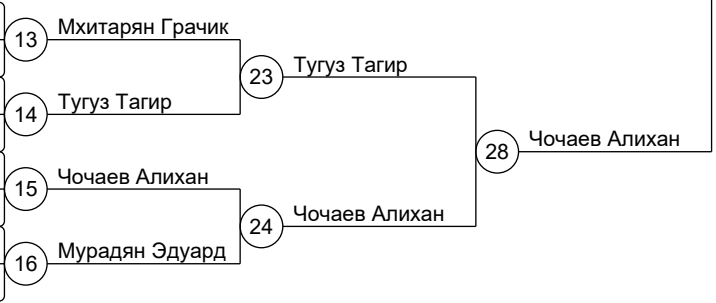 13 Мхитарян Грачик
23 Тугуз Тагир
14 Тугуз Тагир
28 Чочаев Алихан
15 Чочаев Алихан
24 Чочаев Алихан
16 Мурадян Эдуард